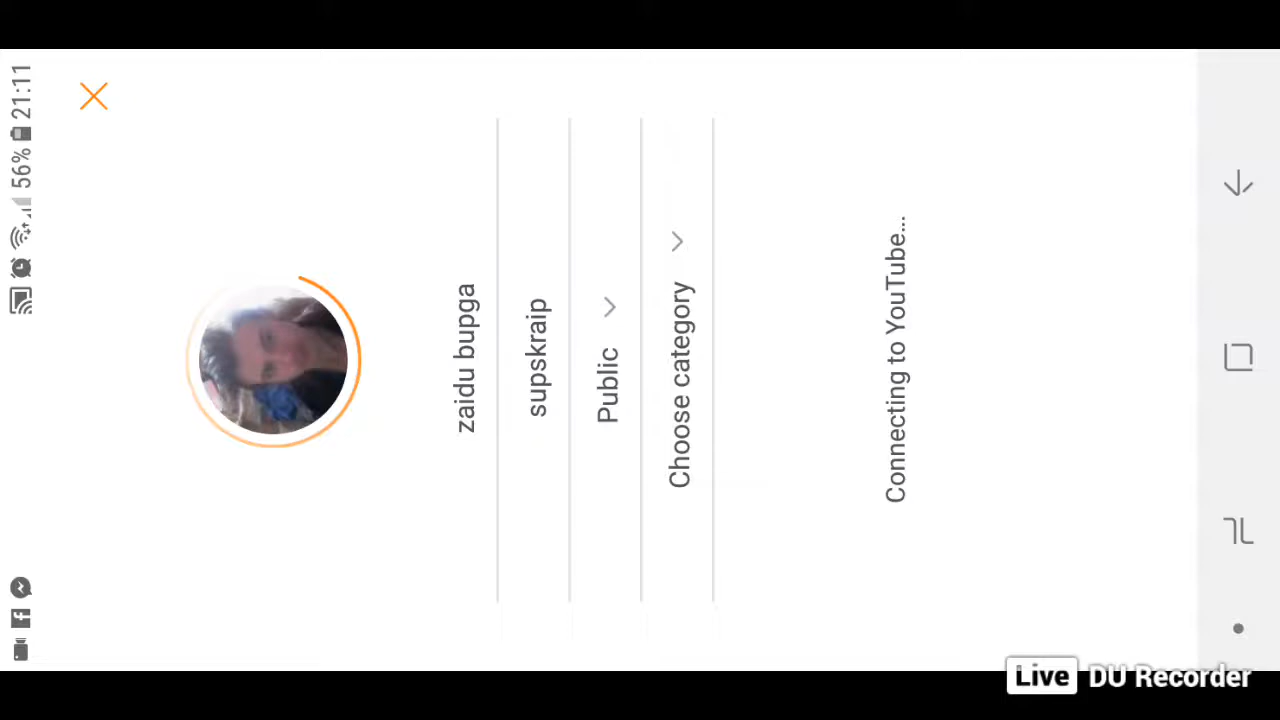 56% 21:11
zaidu bupga
supskraip
Public
Choose category
Connecting to YouTube...
Live DU Recorder